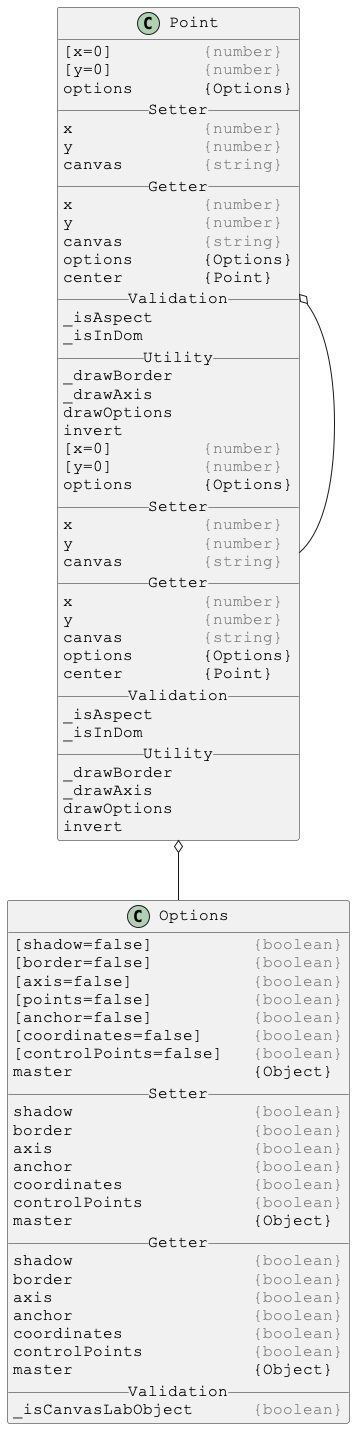 C Point
[x=0] {number}
[y=0] {number}
options {Options}
Setter
x {number}
y {number}
canvas {string}
Getter
x {number}
y {number}
canvas {string}
options {Options}
center {Point}
Validation
_isAspect
_isInDom
Utility
_drawBorder
_drawAxis
drawOptions
invert
[x=0] {number}
[y=0] {number}
options {Options}
Setter
x {number}
y {number}
canvas {string}
Getter
x {number}
y {number}
canvas {string}
options {Options}
center {Point}
Validation
_isAspect
_isInDom
Utility
_drawBorder
_drawAxis
drawOptions
invert
C Options
[shadow=false] {boolean}
[border=false] {boolean}
[axis=false] {boolean}
[points=false] {boolean}
[anchor=false] {boolean}
[coordinates=false] {boolean}
[controlPoints=false] {boolean}
master {Object}
Setter
shadow {boolean}
border {boolean}
axis {boolean}
anchor {boolean}
coordinates {boolean}
controlPoints {boolean}
master {Object}
Getter
shadow {boolean}
border {boolean}
axis {boolean}
anchor {boolean}
coordinates {boolean}
controlPoints {boolean}
master {Object}
Validation
_isCanvasLabObject {boolean}